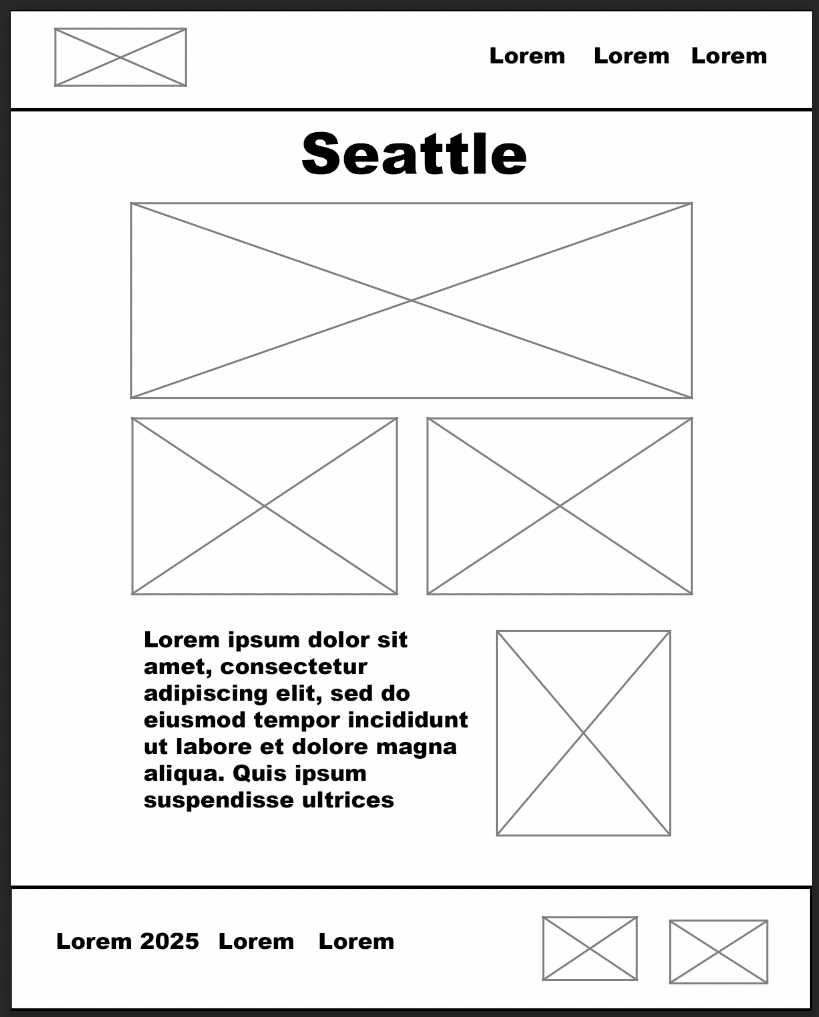 Lorem Lorem Lorem
Seattle
Lorem ipsum dolor sit
amet, consectetur
adipiscing elit, sed do
eiusmod tempor incididunt
ut labore et dolore magna
aliqua. Quis ipsum
suspendisse ultrices
Lorem 2025 Lorem Lorem